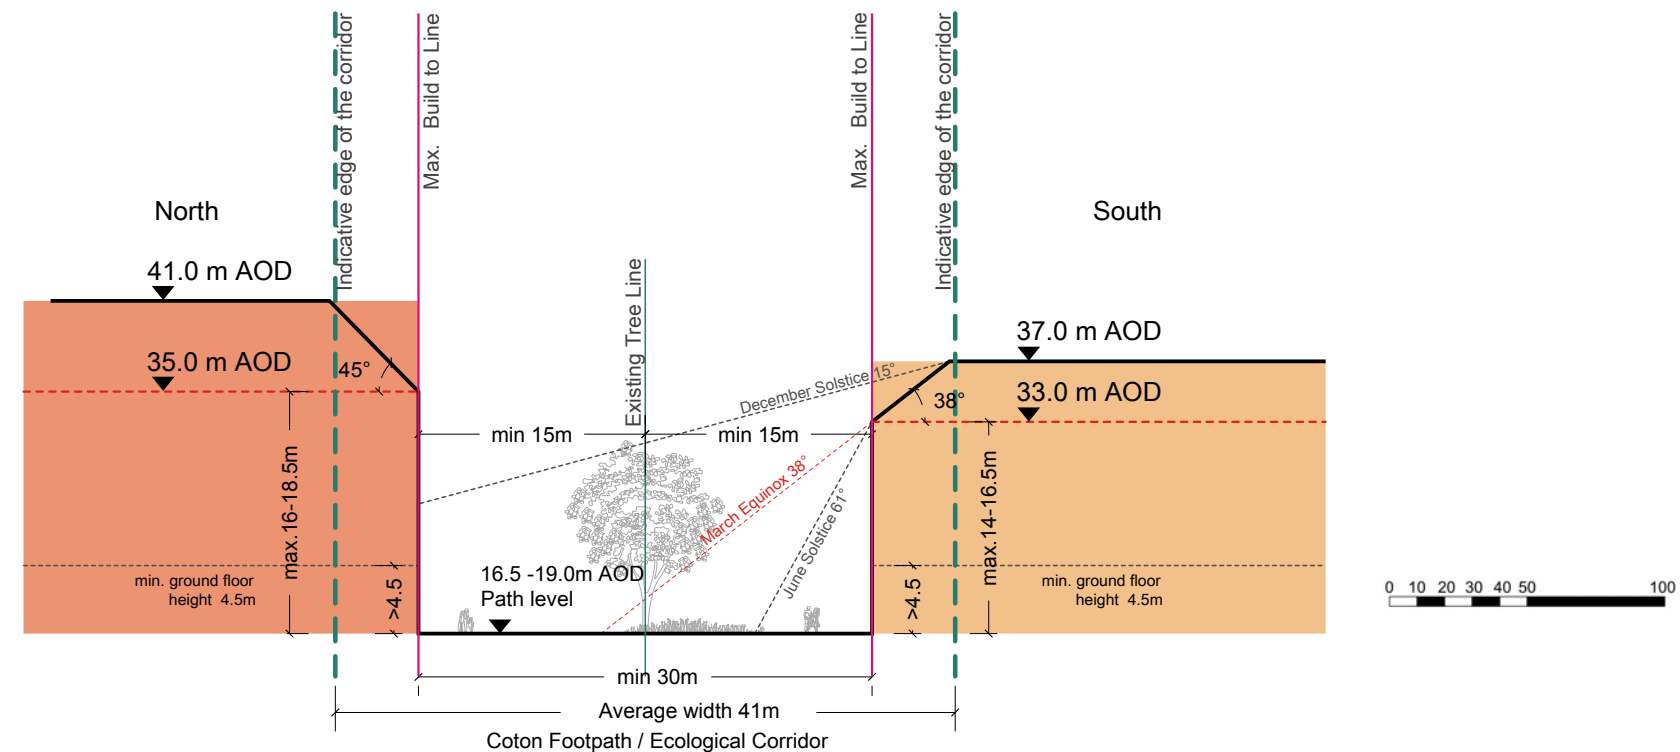 Indicative edge of the corridor
Max. Build to Line
Max. Build to Line
Indicative edge of the corridor
North
South
41.0 m AOD
37.0 m AOD
35.0 m AOD
33.0 m AOD
45°
38°
Existing Tree Line
December Solstice 15°
min 15m
min 15m
March Equinox 38°
June Solstice 61°
max.16-18.5m
max.14-16.5m
min. ground floor
height 4.5m
>4.5
16.5 -19.0m AOD
Path level
>4.5
min. ground floor
height 4.5m
0 10 20 30 40 50 100
min 30m
Average width 41m
Coton Footpath / Ecological Corridor